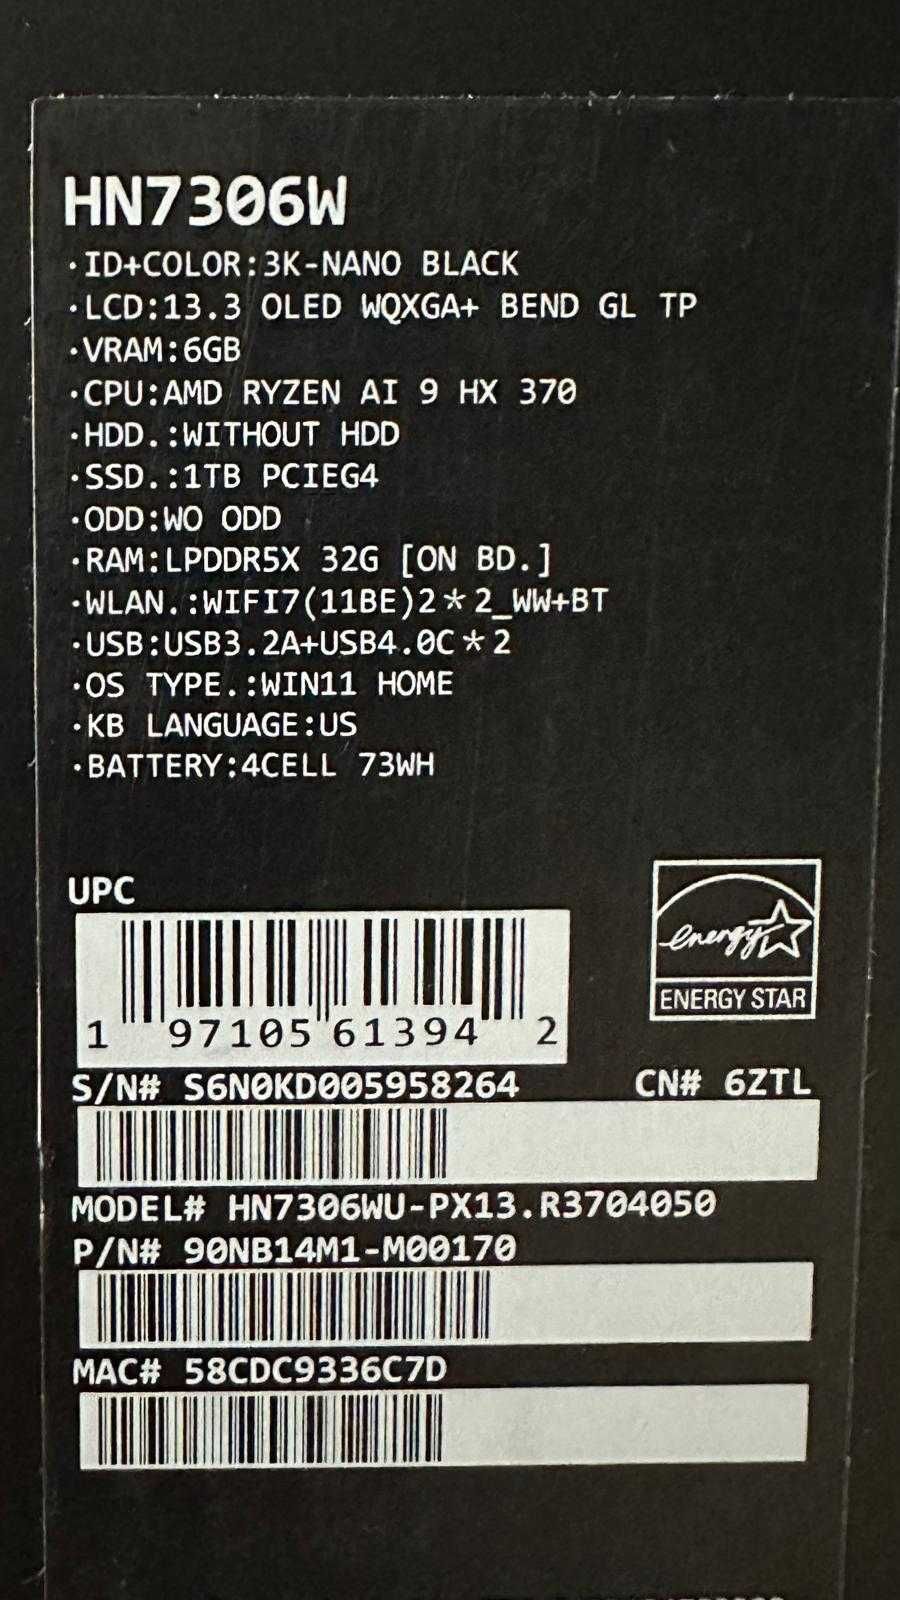 HN7306W
·ID+COLOR:3K-NANO BLACK
·LCD:13.3 OLED WQXGA+ BEND GL TP
·VRAM:6GB
·CPU:AMD RYZEN AI 9 HX 370
·HDD.:WITHOUT HDD
·SSD.:1TB PCIEG4
·ODD:WO ODD
·RAM:LPDDR5X 32G [ON BD.]
·WLAN.:WIFI7(11BE)2*2_WW+BT
·USB:USB3.2A+USB4.0C*2
·OS TYPE.:WIN11 HOME
·KB LANGUAGE:US
·BATTERY:4CELL 73WH
UPC
energy
ENERGY STAR
1 97105 61394 2
S/N# S6N0KD005958264 CN# 6ZTL
MODEL# HN7306WU-PX13.R3704050
P/N# 90NB14M1-M00170
MAC# 58CDC9336C7D